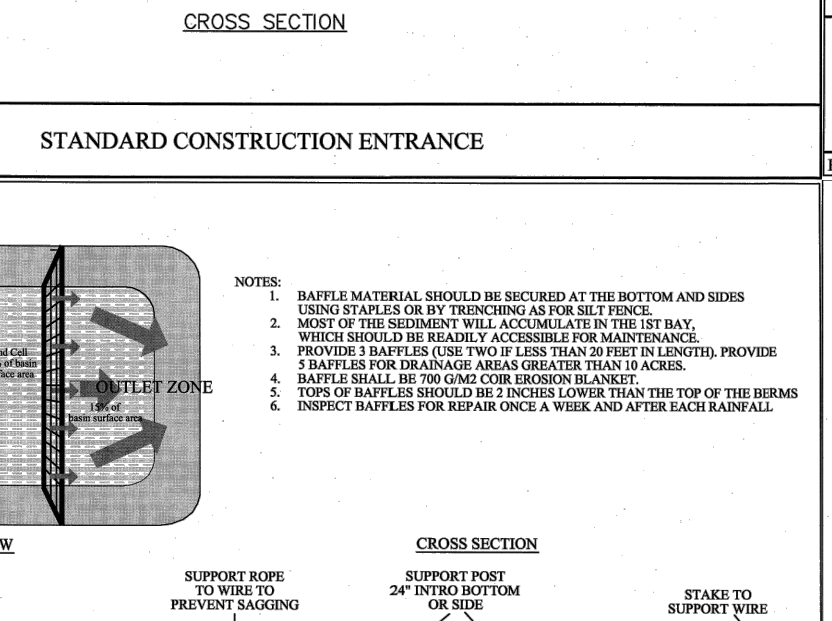 CROSS SECTION
STANDARD CONSTRUCTION ENTRANCE
NOTES:
1. BAFFLE MATERIAL SHOULD BE SECURED AT THE BOTTOM AND SIDES
USING STAPLES OR BY TRENCHING AS FOR SILT FENCE.
2. MOST OF THE SEDIMENT WILL ACCUMULATE IN THE 1ST BAY,
WHICH SHOULD BE READILY ACCESSIBLE FOR MAINTENANCE.
3. PROVIDE 3 BAFFLES (USE TWO IF LESS THAN 20 FEET IN LENGTH). PROVIDE
5 BAFFLES FOR DRAINAGE AREAS GREATER THAN 10 ACRES.
4. BAFFLE SHALL BE 700 G/M2 COIR EROSION BLANKET.
5. TOPS OF BAFFLES SHOULD BE 2 INCHES LOWER THAN THE TOP OF THE BERMS
6. INSPECT BAFFLES FOR REPAIR ONCE A WEEK AND AFTER EACH RAINFALL
nd Cell
% of basin
face area
OUTLET ZONE
15% of
basin surface area
W
CROSS SECTION
SUPPORT ROPE
TO WIRE TO
PREVENT SAGGING
SUPPORT POST
24" INTRO BOTTOM
OR SIDE
STAKE TO
SUPPORT WIRE